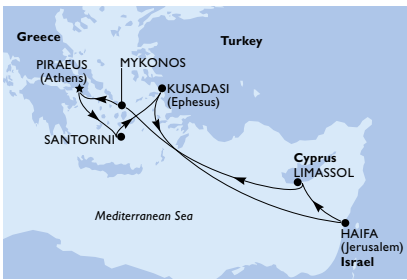 Greece
Turkey
PIRAEUS
(Athens)
MYKONOS
KUSADASI
(Ephesus)
SANTORINI
Cyprus
LIMASSOL
Mediterranean Sea
HAIFA
(Jerusalem)
Israel